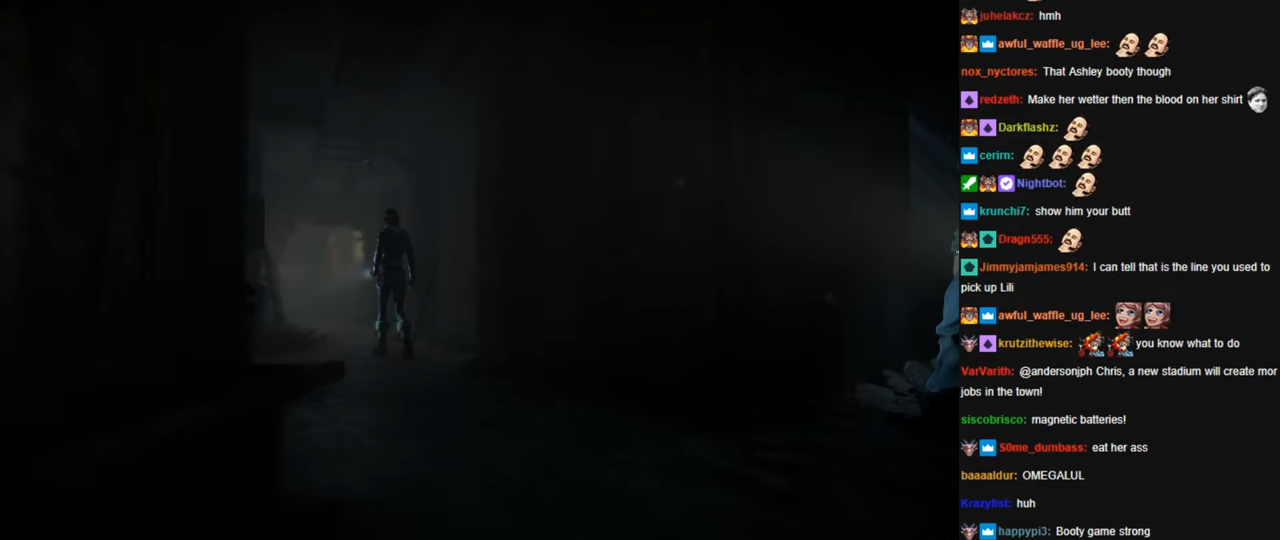 juhelakcz: hmh
awful_waffle_ug_lee:
nox_nyctores: That Ashley booty though
redzeth: Make her wetter then the blood on her shirt
Darkflashz:
cerirn:
Nightbot:
krunchi7: show him your butt
Dragn555:
Jimmyjamjames914: I can tell that is the line you used to
pick up Lili
awful_waffle_ug_lee:
krutzithewise: you know what to do
VarVarith: @andersonjph Chris, a new stadium will create mor
jobs in the town!
siscobrisco: magnetic batteries!
S0me_dumbass: eat her ass
baaaaldur: OMEGALUL
Krazyfist: huh
happypi3: Booty game strong